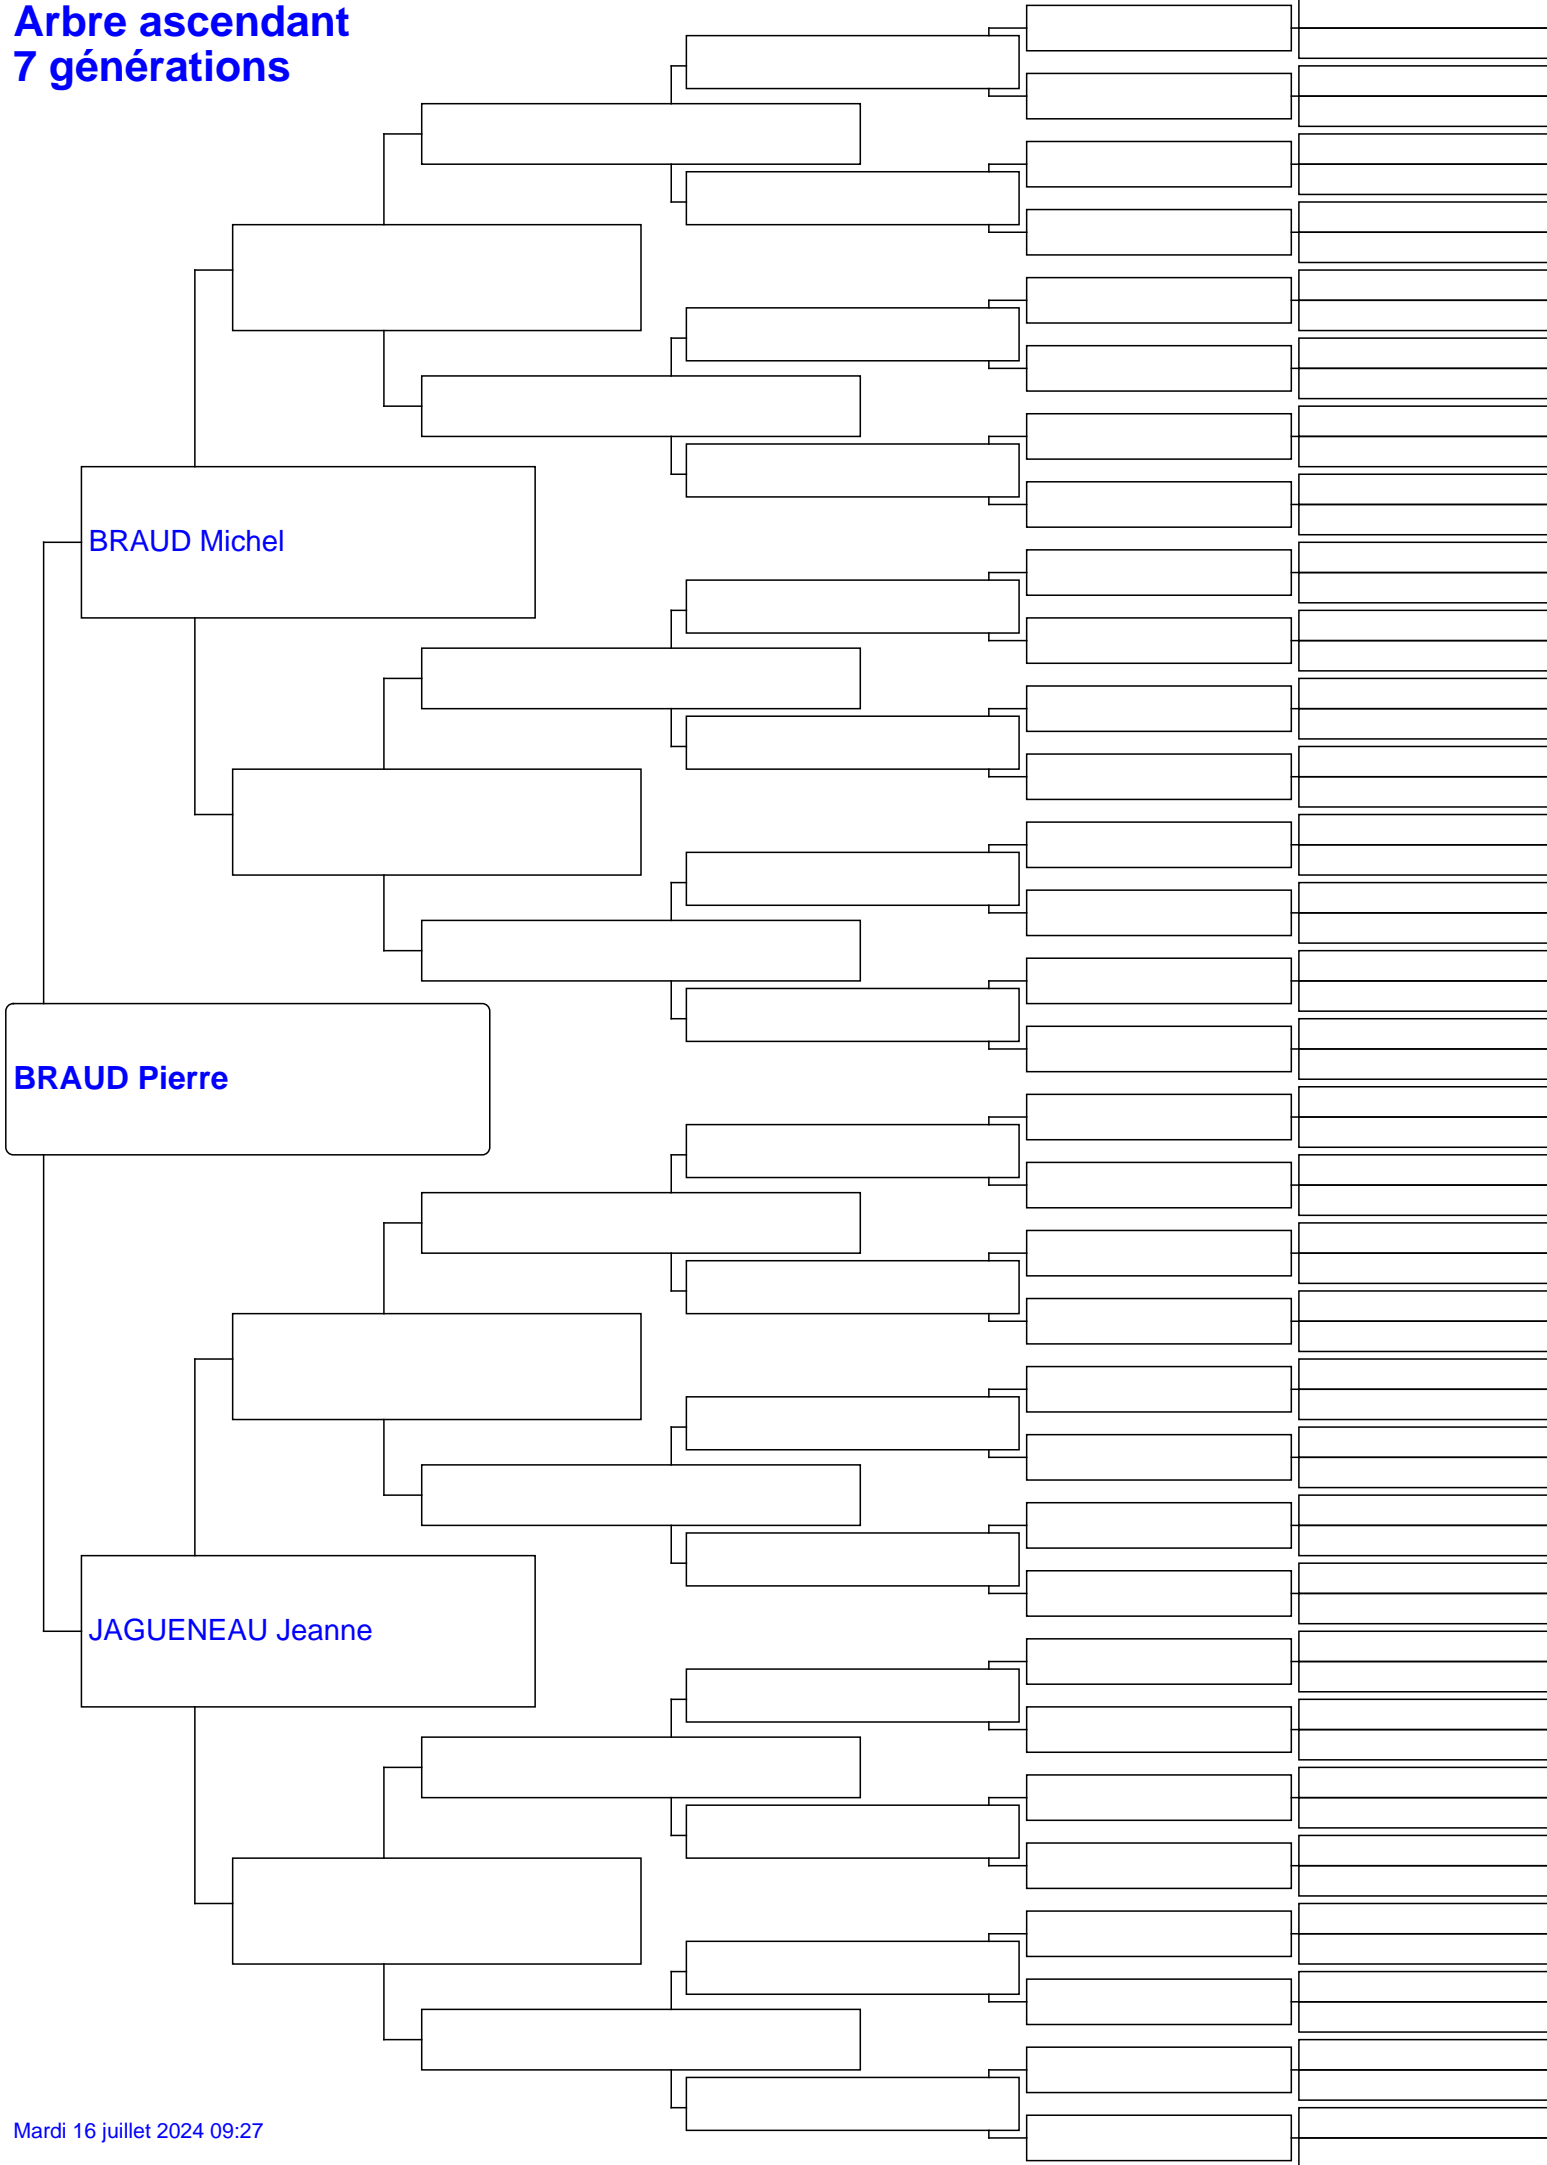 Arbre ascendant
7 générations
BRAUD Michel
BRAUD Pierre
JAGUENEAU Jeanne
Mardi 16 juillet 2024 09:27